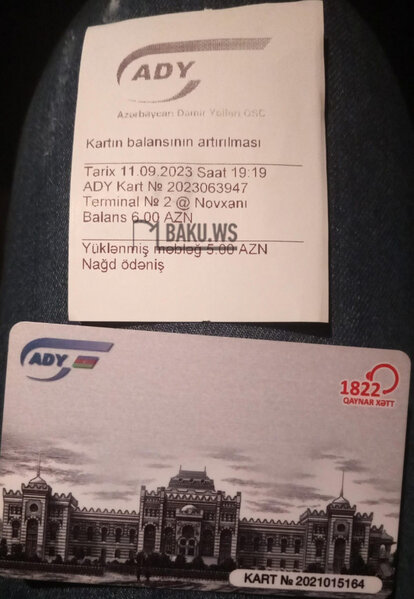 ADY
Azərbaycan Dəmir Yolları QSC
Kartın balansının artırılması
Tarix 11.09.2023 Saat 19:19
ADY Kart № 2023063947
Terminal № 2 @ Novxanı
Balans 6.00 AZN
BAKU.WS
Yüklənmiş məbləğ 5.00 AZN
Nağd ödəniş
ADY
1822
QAYNAR XƏTT
KART № 2021015164